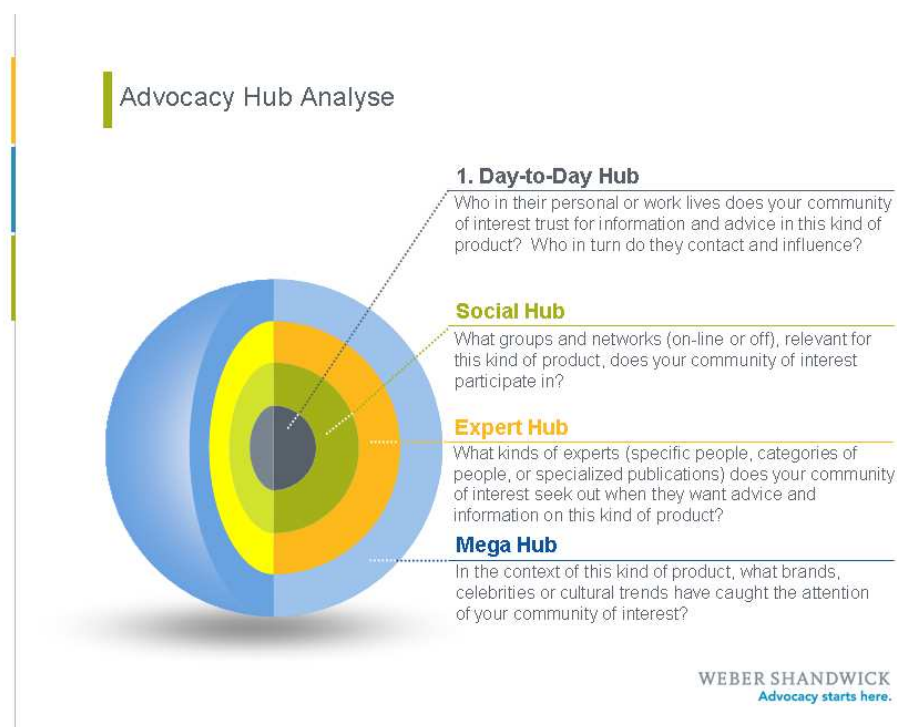 Advocacy Hub Analyse
1. Day-to-Day Hub
Who in their personal or work lives does your community
of interest trust for information and advice in this kind of
product?  Who in turn do they contact and influence?
Social Hub
What groups and networks (on-line or off), relevant for
this kind of product, does your community of interest
participate in?
Expert Hub
What kinds of experts (specific people, categories of
people, or specialized publications) does your community
of interest seek out when they want advice and
information on this kind of product?
Mega Hub
In the context of this kind of product, what brands,
celebrities or cultural trends have caught the attention
of your community of interest?
WEBER SHANDWICK
Advocacy starts here.